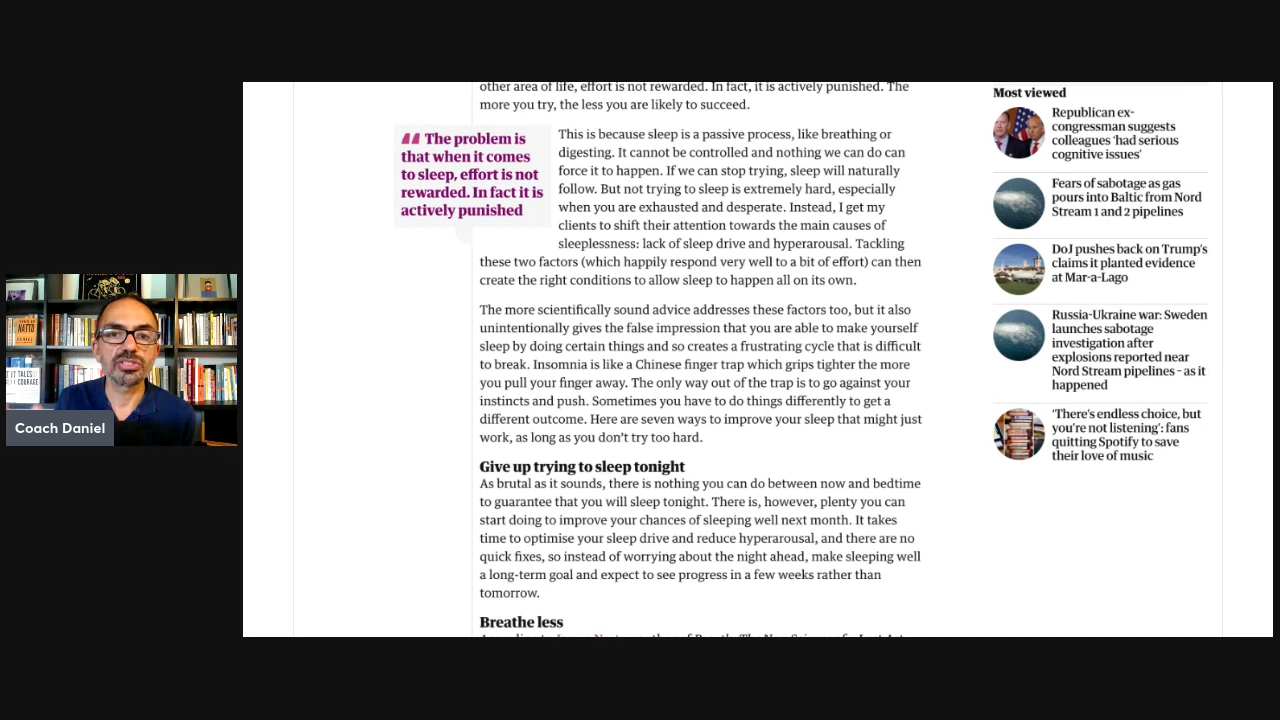 other area of life, effort is not rewarded. In fact, it is actively punished. The
more you try, the less you are likely to succeed.
The problem is
that when it comes
to sleep, effort is not
rewarded. In fact it is
actively punished
This is because sleep is a passive process, like breathing or
digesting. It cannot be controlled and nothing we can do can
force it to happen. If we can stop trying, sleep will naturally
follow. But not trying to sleep is extremely hard, especially
when you are exhausted and desperate. Instead, I get my
clients to shift their attention towards the main causes of
sleeplessness: lack of sleep drive and hyperarousal. Tackling
these two factors (which happily respond very well to a bit of effort) can then
create the right conditions to allow sleep to happen all on its own.
The more scientifically sound advice addresses these factors too, but it also
unintentionally gives the false impression that you are able to make yourself
sleep by doing certain things and so creates a frustrating cycle that is difficult
to break. Insomnia is like a Chinese finger trap which grips tighter the more
you pull your finger away. The only way out of the trap is to go against your
instincts and push. Sometimes you have to do things differently to get a
different outcome. Here are seven ways to improve your sleep that might just
work, as long as you don't try too hard.
Give up trying to sleep tonight
As brutal as it sounds, there is nothing you can do between now and bedtime
to guarantee that you will sleep tonight. There is, however, plenty you can
start doing to improve your chances of sleeping well next month. It takes
time to optimise your sleep drive and reduce hyperarousal, and there are no
quick fixes, so instead of worrying about the night ahead, make sleeping well
a long-term goal and expect to see progress in a few weeks rather than
tomorrow.
Breathe less
Most viewed
Republican ex-
congressman suggests
colleagues 'had serious
cognitive issues'
Fears of sabotage as gas
pours into Baltic from Nord
Stream 1 and 2 pipelines
DoJ pushes back on Trump's
claims it planted evidence
at Mar-a-Lago
Russia-Ukraine war: Sweden
launches sabotage
investigation after
explosions reported near
Nord Stream pipelines – as it
happened
'There's endless choice, but
you're not listening': fans
quitting Spotify to save
their love of music
NATTO
TALES
COURAGE
Coach Daniel